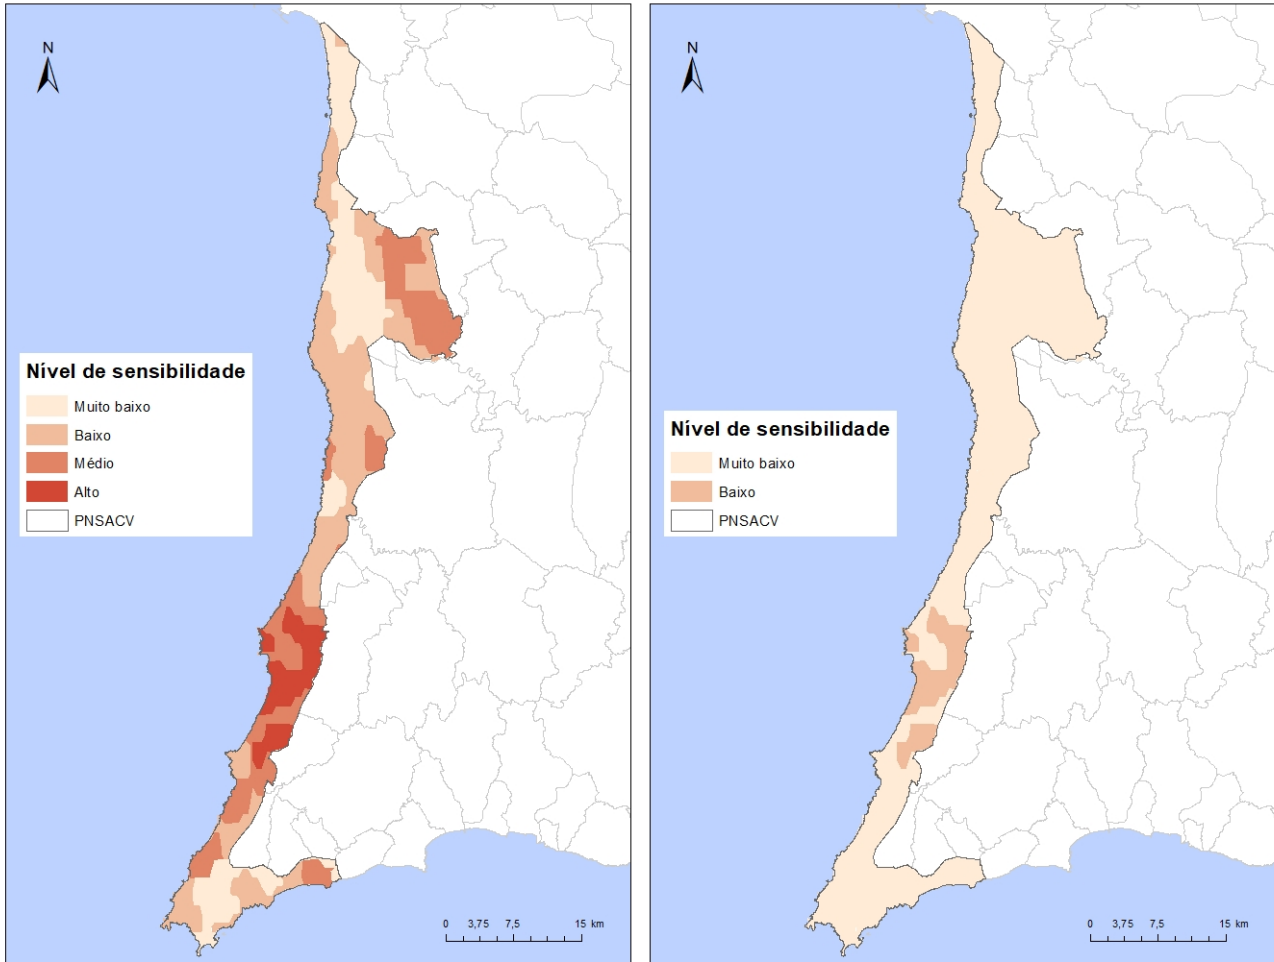 N
Nível de sensibilidade
Muito baixo
Baixo
Médio
Alto
PNSACV
0 3,75 7,5 15 km
N
Nível de sensibilidade
Muito baixo
Baixo
PNSACV
0 3,75 7,5 15 km